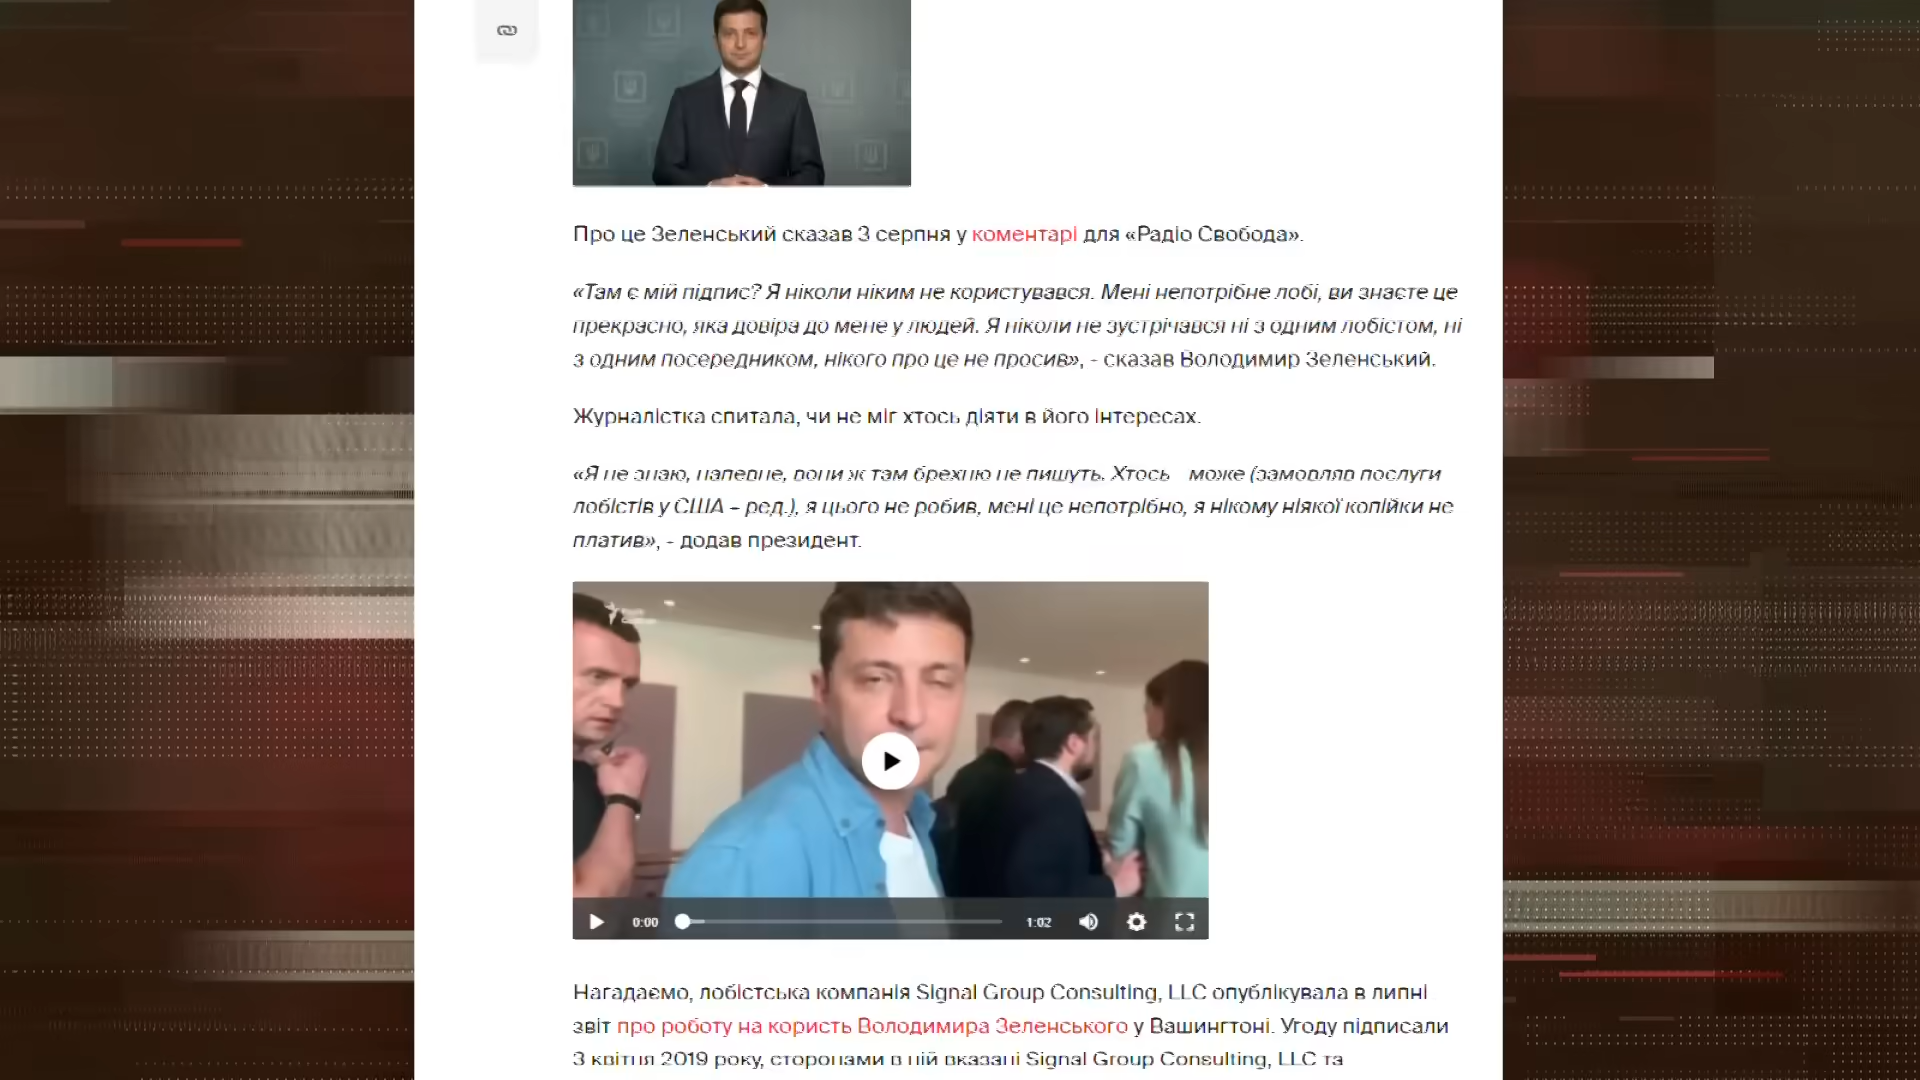 Про це Зеленський сказав 3 серпня у коментарі для «Радіо Свобода».
«Там є мій підпис? Я ніколи ніким не користувався. Мені непотрібне лобі, ви знаєте це
прекрасно, яка довіра до мене у людей. Я ніколи не зустрічався ні з одним лобістом, ні
з одним посередником, нікого про це не просив», - сказав Володимир Зеленський.
Журналістка спитала, чи не міг хтось діяти в його інтересах.
«Я не знаю, напевне, вони ж там брехню не пишуть. Хтось може (замовляв послуги
лобістів у США – ред.), я цього не робив, мені це непотрібно, я нікому ніякої копійки не
платив», - додав президент.
0:00 1:02
Нагадаємо, лобістська компанія Signal Group Consulting, LLC опублікувала в липні
звіт про роботу на користь Володимира Зеленського у Вашингтоні. Угоду підписали
3 квітня 2019 року, сторонами в ній вказані Signal Group Consulting, LLC та